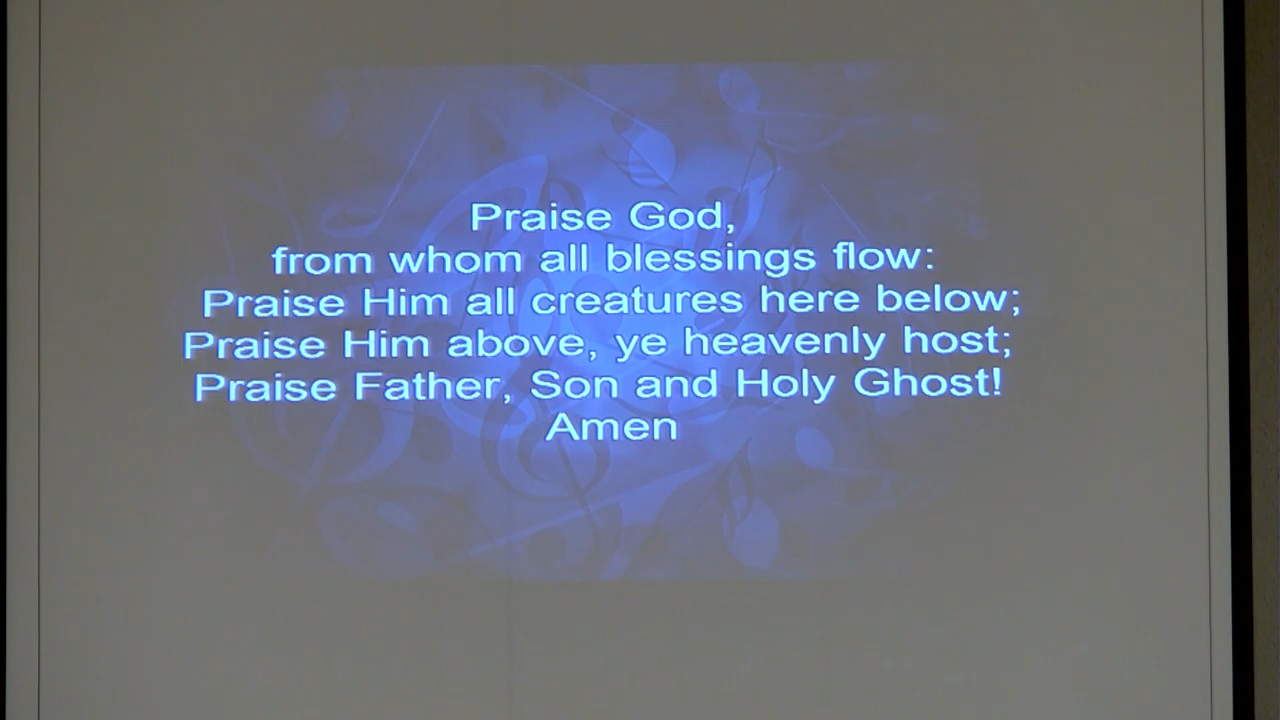 Praise God,
from whom all blessings flow:
Praise Him all creatures here below;
Praise Him above, ye heavenly host;
Praise Father, Son and Holy Ghost!
Amen